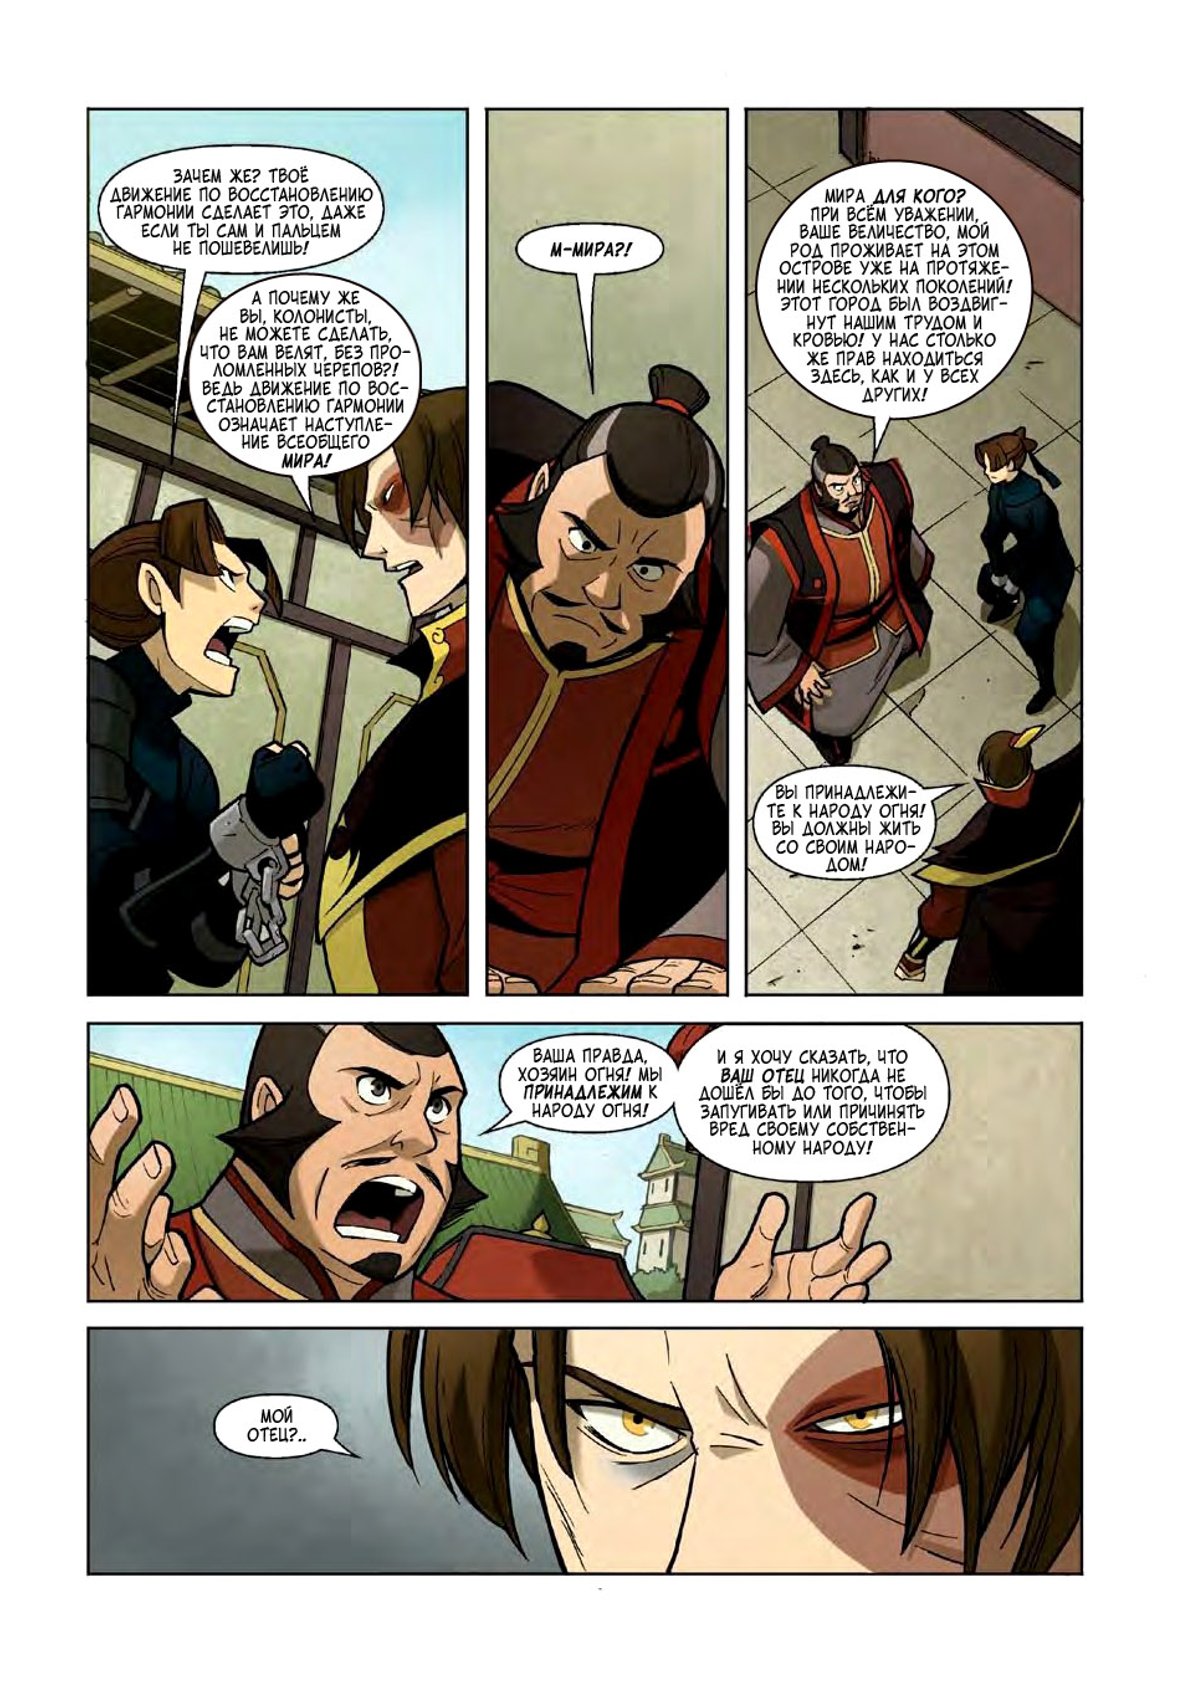 ЗАЧЕМ ЖЕ? ТВОЁ
ДВИЖЕНИЕ ПО ВОССТАНОВЛЕНИЮ
ГАРМОНИИ СДЕЛАЕТ ЭТО, ДАЖЕ
ЕСЛИ ТЫ САМ И ПАЛЬЦЕМ
НЕ ПОШЕВЕЛИШЬ!
А ПОЧЕМУ ЖЕ
ВЫ, КОЛОНИСТЫ,
НЕ МОЖЕТЕ СДЕЛАТЬ,
ЧТО ВАМ ВЕЛЯТ, БЕЗ ПРО-
ЛОМЛЕННЫХ ЧЕРЕПОВ?!
ВЕДЬ ДВИЖЕНИЕ ПО ВОС-
СТАНОВЛЕНИЮ ГАРМОНИИ
ОЗНАЧАЕТ НАСТУПЛЕ-
НИЕ ВСЕОБЩЕГО
МИРА!
М-МИРА?!
МИРА ДЛЯ КОГО?
ПРИ ВСЁМ УВАЖЕНИИ,
ВАШЕ ВЕЛИЧЕСТВО, МОЙ
РОД ПРОЖИВАЕТ НА ЭТОМ
ОСТРОВЕ УЖЕ НА ПРОТЯЖЕ-
НИИ НЕСКОЛЬКИХ ПОКОЛЕНИЙ!
ЭТОТ ГОРОД БЫЛ ВОЗДВИГ-
НУТ НАШИМ ТРУДОМ И
КРОВЬЮ! У НАС СТОЛЬКО
ЖЕ ПРАВ НАХОДИТЬСЯ
ЗДЕСЬ, КАК И У ВСЕХ
ДРУГИХ!
ВЫ ПРИНАДЛЕЖИ-
ТЕ К НАРОДУ ОГНЯ!
ВЫ ДОЛЖНЫ ЖИТЬ
СО СВОИМ НАРО-
ДОМ!
ВАША ПРАВДА,
ХОЗЯИН ОГНЯ! МЫ
ПРИНАДЛЕЖИМ К
НАРОДУ ОГНЯ!
И Я ХОЧУ СКАЗАТЬ, ЧТО
ВАШ ОТЕЦ НИКОГДА НЕ
ДОШЁЛ БЫ ДО ТОГО, ЧТОБЫ
ЗАПУГИВАТЬ ИЛИ ПРИЧИНЯТЬ
ВРЕД СВОЕМУ СОБСТВЕН-
НОМУ НАРОДУ!
МОЙ
ОТЕЦ?..